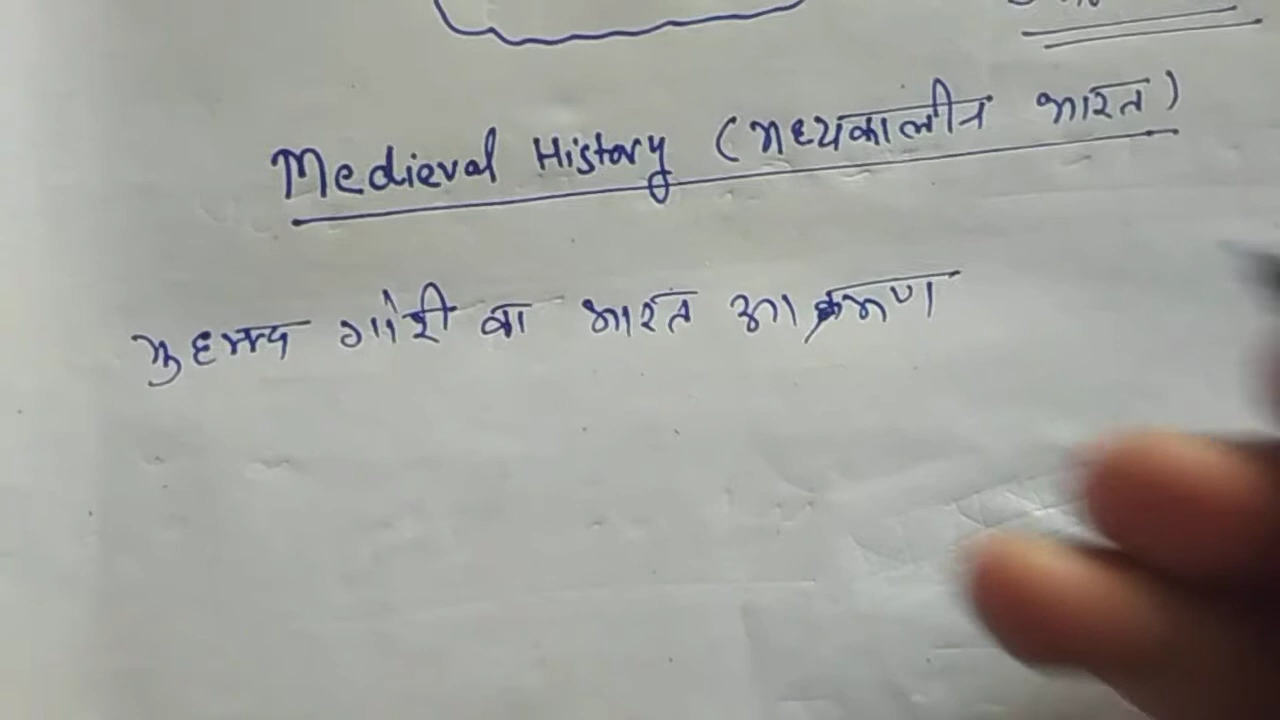 Medieval History (मध्यकालीन भारत)
मुहम्मद गोरी का भारत आक्रमण